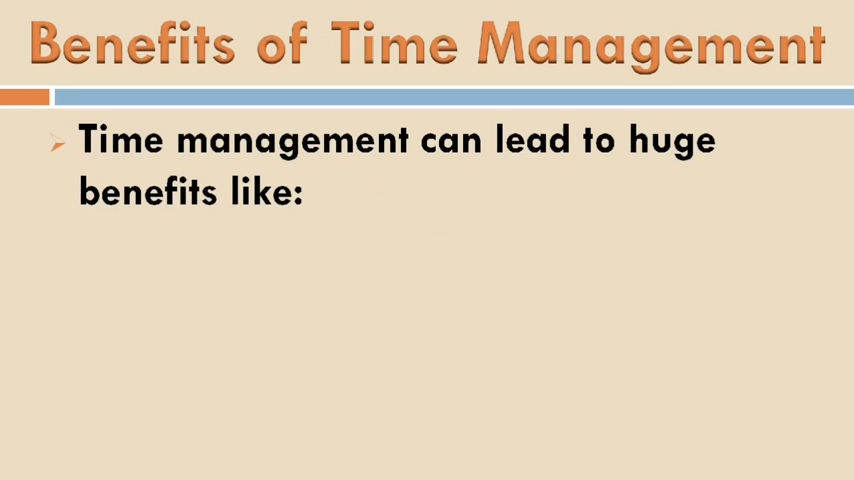 Benefits of Time Management
Time management can lead to huge
benefits like: